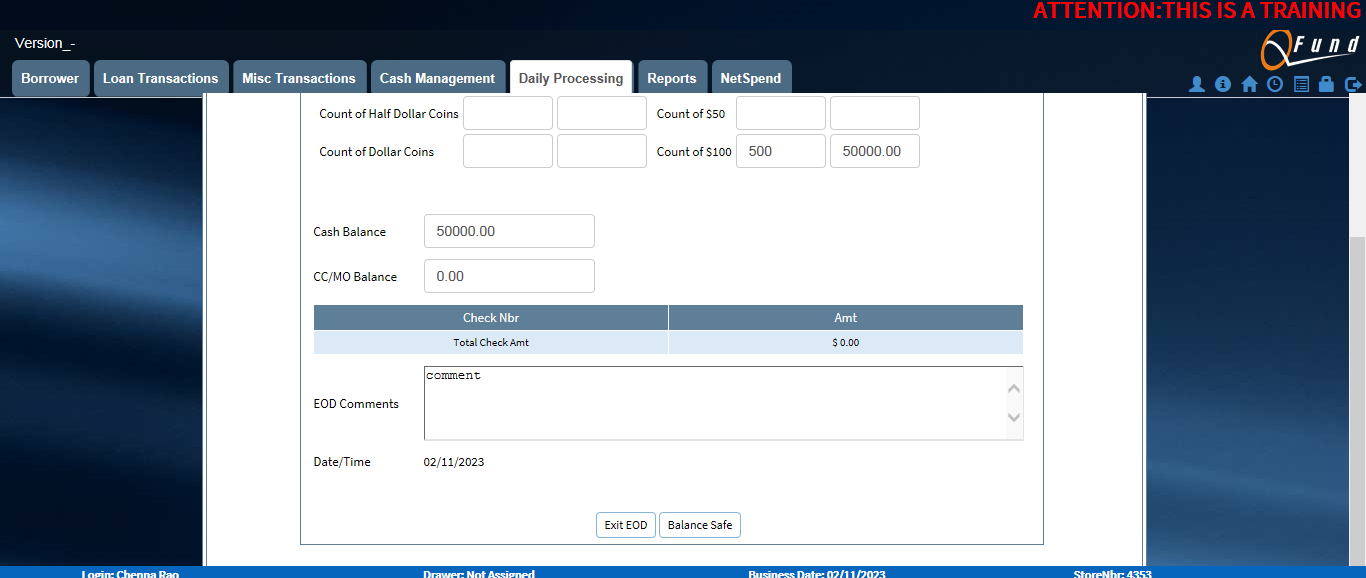 ATTENTION:THIS IS A TRAINING
Version_-
QFund
Borrower Loan Transactions Misc Transactions Cash Management Daily Processing Reports NetSpend
Count of Half Dollar Coins Count of $50
Count of Dollar Coins Count of $100 500 50000.00
Cash Balance 50000.00
CC/MO Balance 0.00
Check Nbr Amt
Total Check Amt $ 0.00
EOD Comments comment
Date/Time 02/11/2023
Exit EOD Balance Safe
Login: Chenna Rao Drawer: Not Assigned Business Date: 02/11/2023 StoreNbr: 4353